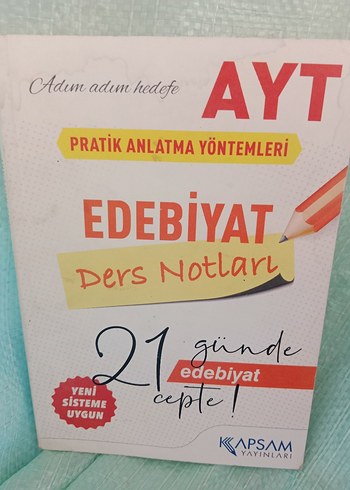 Adım adım hedefe
AYT
PRATİK ANLATMA YÖNTEMLERİ
EDEBİYAT
Ders Notları
21 günde
edebiyat
cepte!
YENİ
SİSTEME
UYGUN
KAPSAM
YAYINLARI